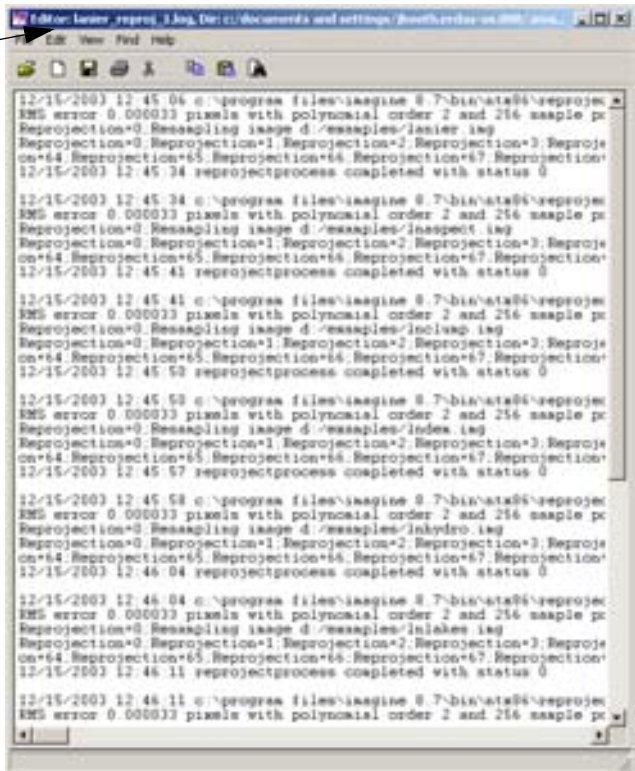 Editor: lanier_reproj_1.log, Dir: c:/documents and settings/
File Edit View Find Help
12/15/2003 12:45:06 c:\program files\imagine 8.7\bin\ntx86\reprojec
RMS error 0.000033 pixels with polynomial order 2 and 256 sample po
Reprojection=0.Resampling image d:/examples/lanier.img
Reprojection=0.Reprojection=1.Reprojection=2.Reprojection=3.Reproje
on=64.Reprojection=65.Reprojection=66.Reprojection=67.Reprojection=
12/15/2003 12:45:34 reprojectprocess completed with status 0
12/15/2003 12:45:34 c:\program files\imagine 8.7\bin\ntx86\reprojec
RMS error 0.000033 pixels with polynomial order 2 and 256 sample po
Reprojection=0.Resampling image d:/examples/lnaspect.img
Reprojection=0.Reprojection=1.Reprojection=2.Reprojection=3.Reproje
on=64.Reprojection=65.Reprojection=66.Reprojection=67.Reprojection=
12/15/2003 12:45:41 reprojectprocess completed with status 0
12/15/2003 12:45:41 c:\program files\imagine 8.7\bin\ntx86\reprojec
RMS error 0.000033 pixels with polynomial order 2 and 256 sample po
Reprojection=0.Resampling image d:/examples/lnclump.img
Reprojection=0.Reprojection=1.Reprojection=2.Reprojection=3.Reproje
on=64.Reprojection=65.Reprojection=66.Reprojection=67.Reprojection=
12/15/2003 12:45:50 reprojectprocess completed with status 0
12/15/2003 12:45:50 c:\program files\imagine 8.7\bin\ntx86\reprojec
RMS error 0.000033 pixels with polynomial order 2 and 256 sample po
Reprojection=0.Resampling image d:/examples/lndem.img
Reprojection=0.Reprojection=1.Reprojection=2.Reprojection=3.Reproje
on=64.Reprojection=65.Reprojection=66.Reprojection=67.Reprojection=
12/15/2003 12:45:57 reprojectprocess completed with status 0
12/15/2003 12:45:58 c:\program files\imagine 8.7\bin\ntx86\reprojec
RMS error 0.000033 pixels with polynomial order 2 and 256 sample po
Reprojection=0.Resampling image d:/examples/lnhydro.img
Reprojection=0.Reprojection=1.Reprojection=2.Reprojection=3.Reproje
on=64.Reprojection=65.Reprojection=66.Reprojection=67.Reprojection=
12/15/2003 12:46:04 reprojectprocess completed with status 0
12/15/2003 12:46:04 c:\program files\imagine 8.7\bin\ntx86\reprojec
RMS error 0.000033 pixels with polynomial order 2 and 256 sample po
Reprojection=0.Resampling image d:/examples/lnlakes.img
Reprojection=0.Reprojection=1.Reprojection=2.Reprojection=3.Reproje
on=64.Reprojection=65.Reprojection=66.Reprojection=67.Reprojection=
12/15/2003 12:46:11 reprojectprocess completed with status 0
12/15/2003 12:46:11 c:\program files\imagine 8.7\bin\ntx86\reprojec
RMS error 0.000033 pixels with polynomial order 2 and 256 sample po